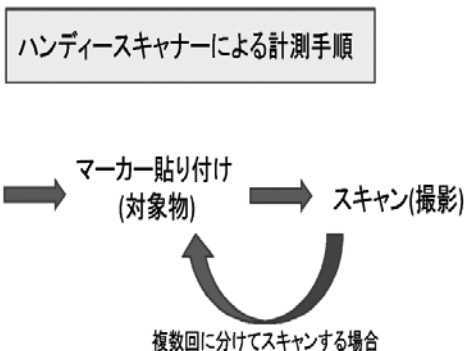 ハンディースキャナーによる計測手順
マーカー貼り付け
(対象物)
スキャン(撮影)
複数回に分けてスキャンする場合